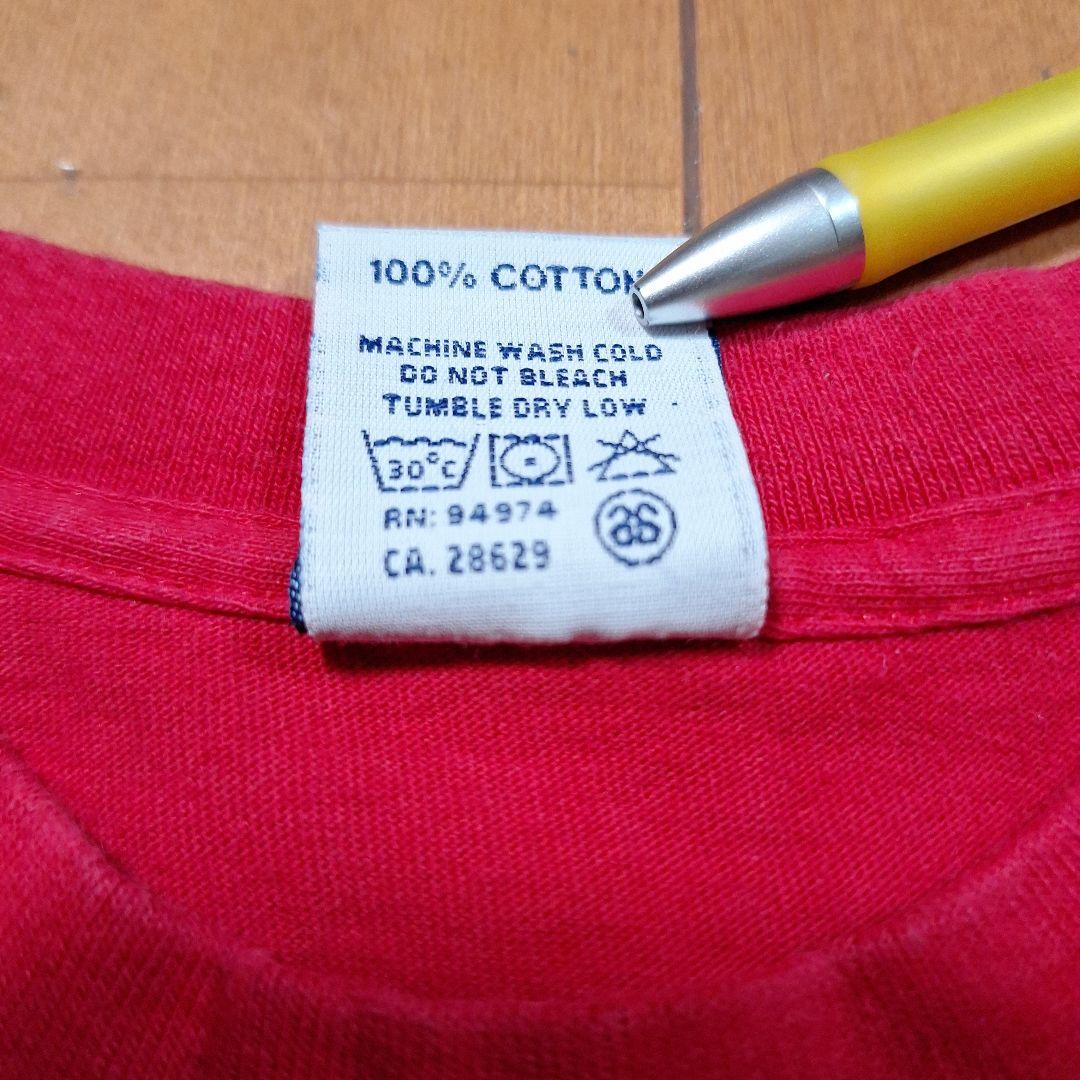 100% COTTON
MACHINE WASH COLD
DO NOT BLEACH
TUMBLE DRY LOW
30°C
RN: 94974
CA. 28629